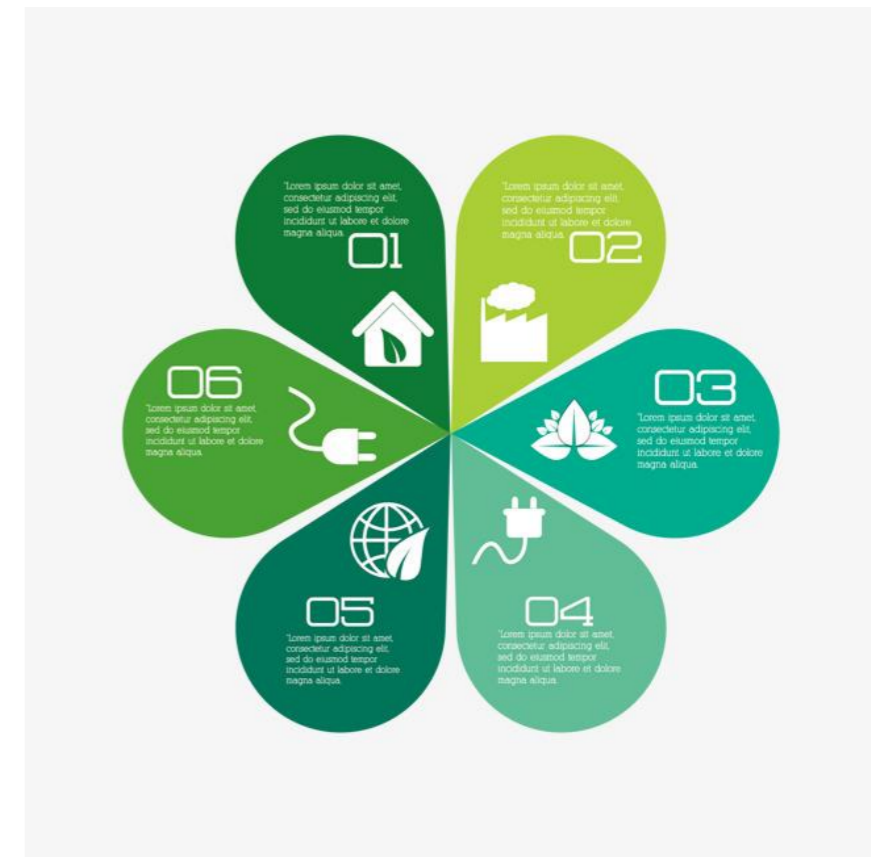 "Lorem ipsum dolor sit amet,
consectetur adipiscing elit,
sed do eiusmod tempor
incididunt ut labore et dolore
magna aliqua.
01
"Lorem ipsum dolor sit amet,
consectetur adipiscing elit,
sed do eiusmod tempor
incididunt ut labore et dolore
magna aliqua.
02
03
"Lorem ipsum dolor sit amet,
consectetur adipiscing elit,
sed do eiusmod tempor
incididunt ut labore et dolore
magna aliqua.
04
"Lorem ipsum dolor sit amet,
consectetur adipiscing elit,
sed do eiusmod tempor
incididunt ut labore et dolore
magna aliqua.
05
"Lorem ipsum dolor sit amet,
consectetur adipiscing elit,
sed do eiusmod tempor
incididunt ut labore et dolore
magna aliqua.
06
"Lorem ipsum dolor sit amet,
consectetur adipiscing elit,
sed do eiusmod tempor
incididunt ut labore et dolore
magna aliqua.